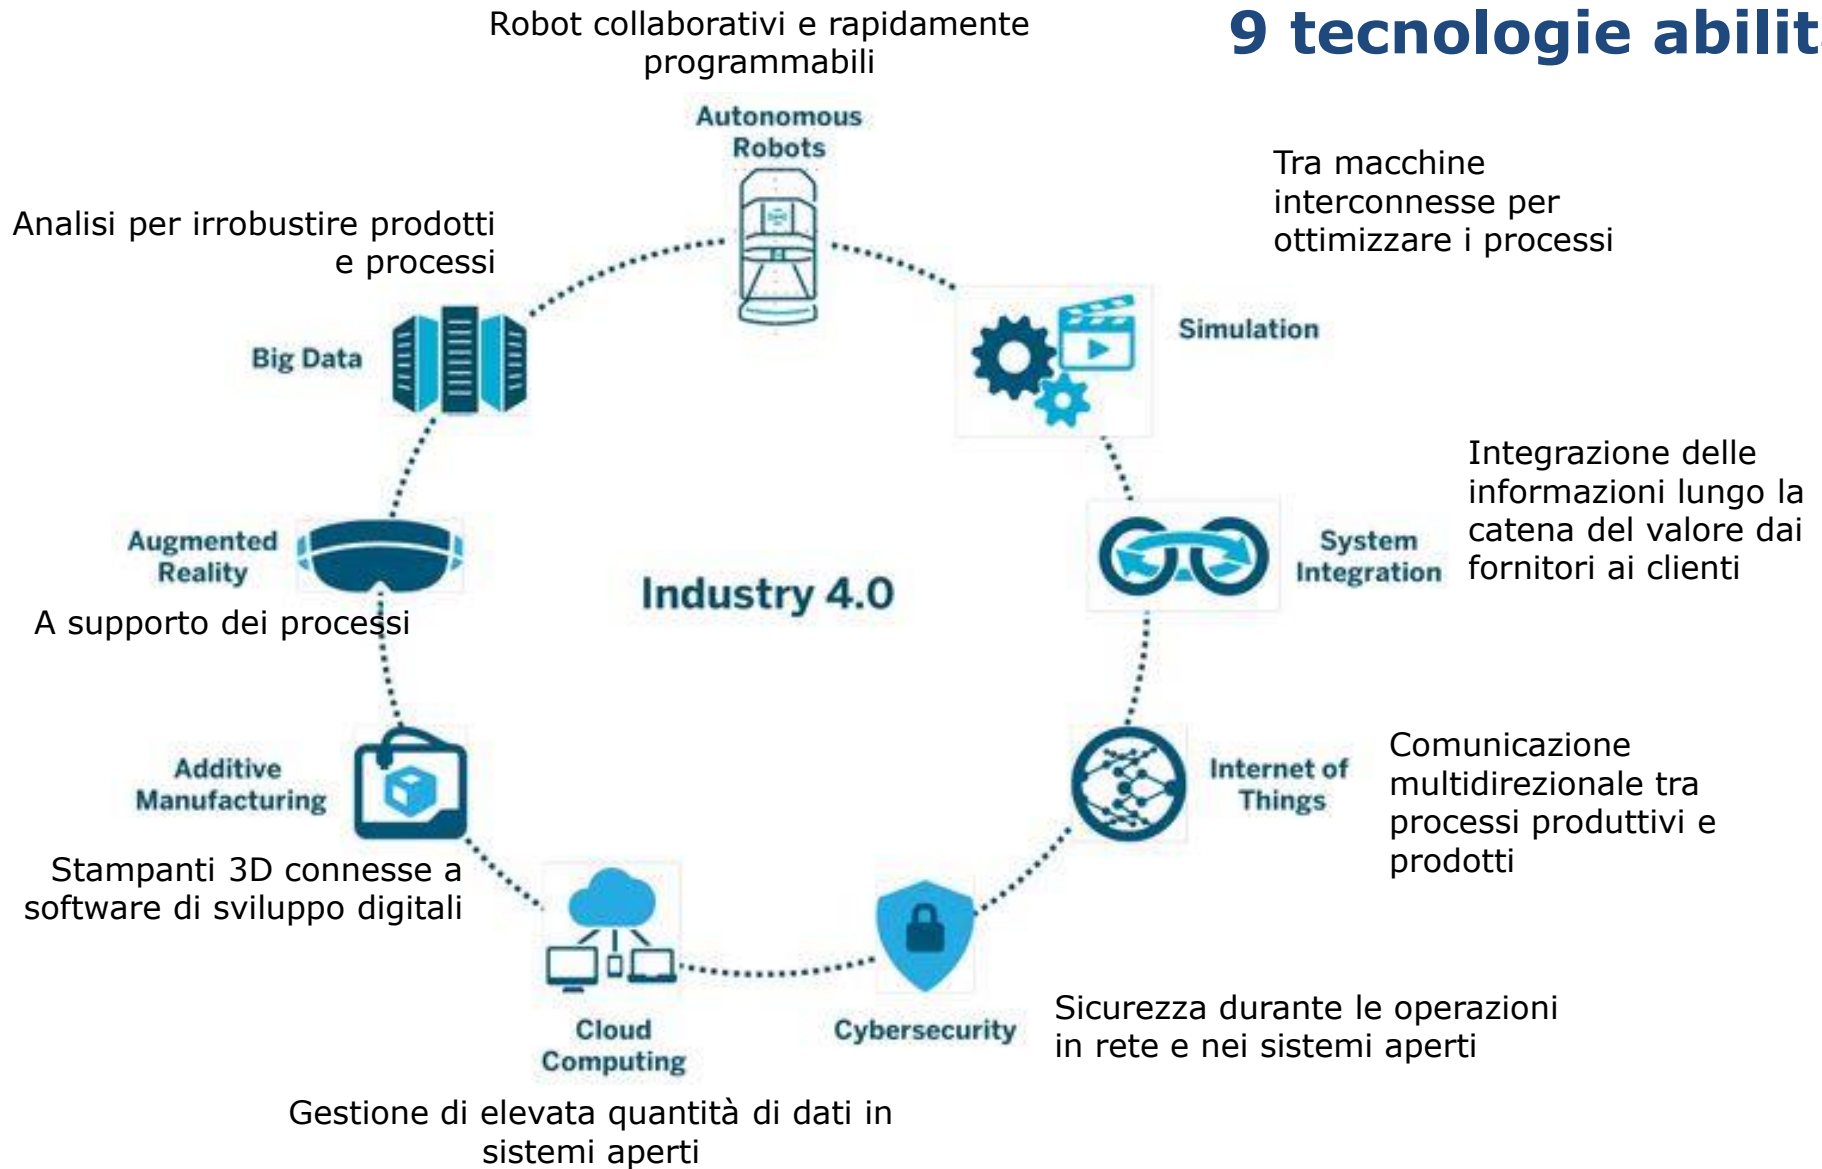 9 tecnologie
Robot collaborativi e rapidamente
programmabili
Autonomous
Robots
Tra macchine
interconnesse per
ottimizzare i processi
Simulation
Integrazione delle
informazioni lungo la
catena del valore dai
fornitori ai clienti
System
Integration
Comunicazione
multidirezionale tra
processi produttivi e
prodotti
Internet of
Things
Sicurezza durante le operazioni
in rete e nei sistemi aperti
Cybersecurity
Cloud
Computing
Gestione di elevata quantità di dati in
sistemi aperti
Additive
Manufacturing
Stampanti 3D connesse a
software di sviluppo digitali
Augmented
Reality
A supporto dei processi
Analisi per irrobustire prodotti
e processi
Big Data
Industry 4.0